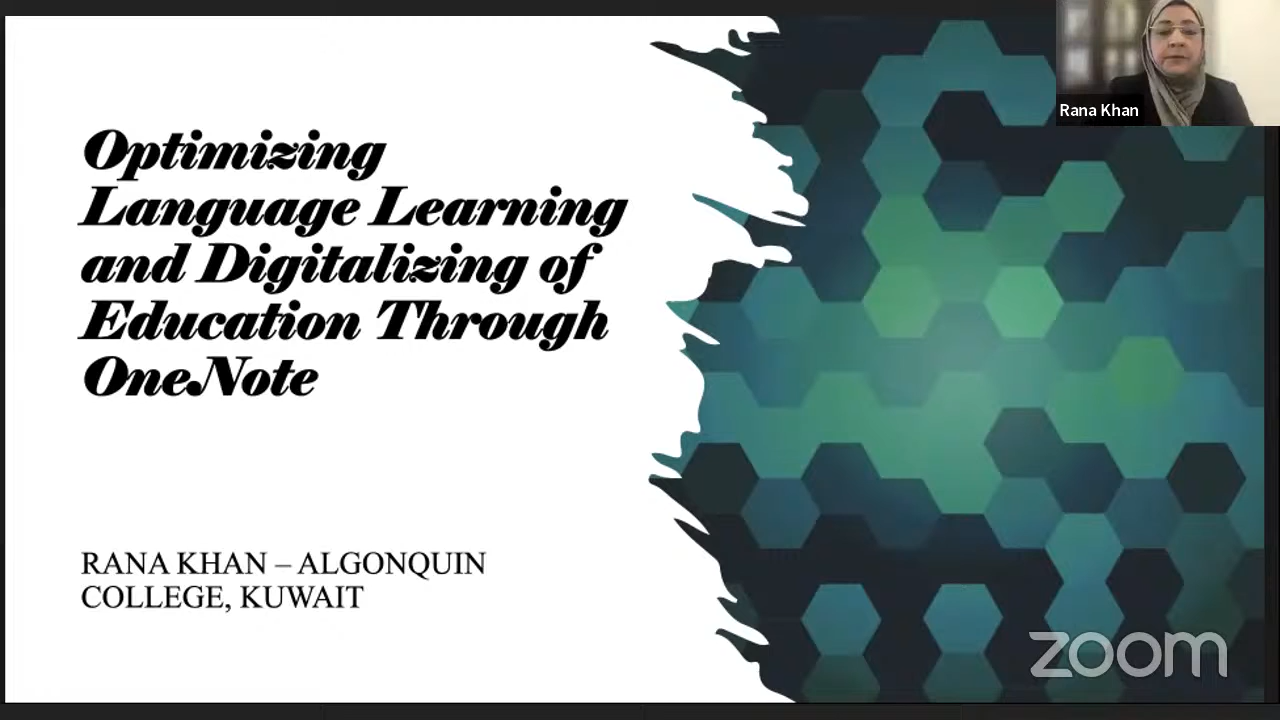 Optimizing
Language Learning
and Digitalizing of
Education Through
OneNote
RANA KHAN – ALGONQUIN
COLLEGE, KUWAIT
Rana Khan
zoom